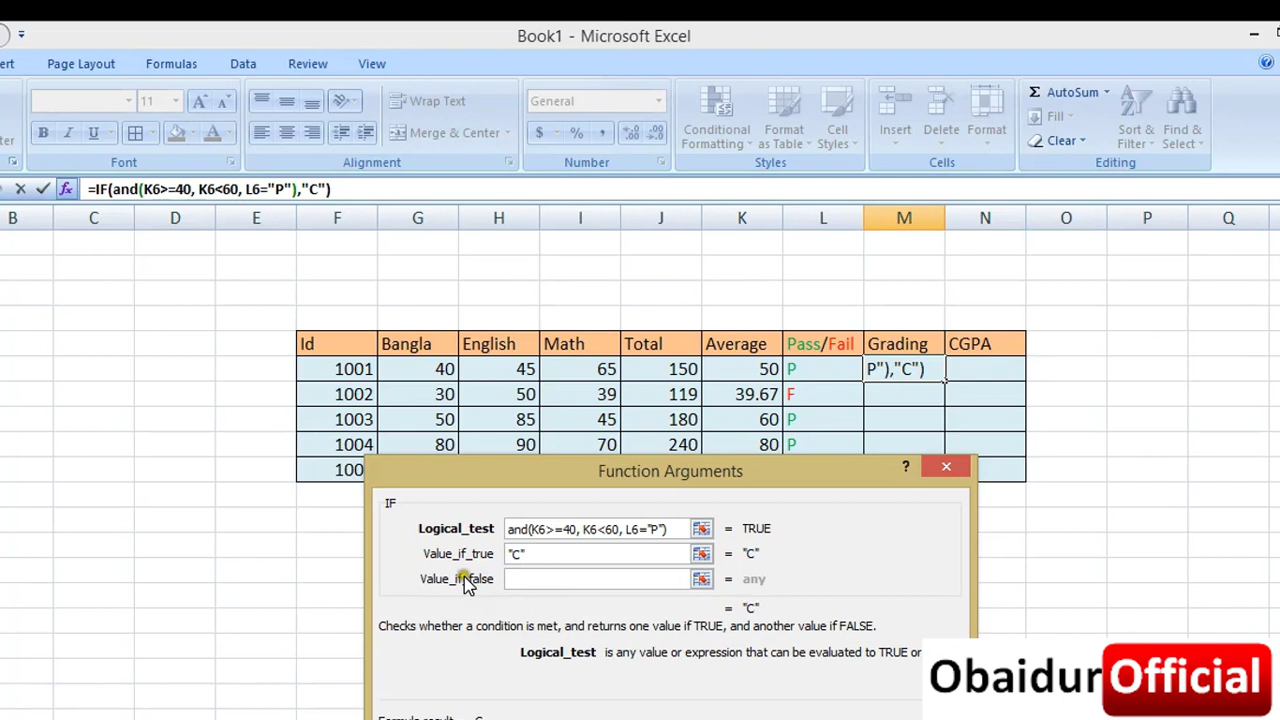 Book1 - Microsoft Excel
ert Page Layout Formulas Data Review View
11 Wrap Text General Σ AutoSum
Fill
B I U Merge & Center $ % , Conditional Formatting Format as Table Cell Styles Insert Delete Format Clear Sort & Filter Find & Select
Font Alignment Number Styles Cells Editing
fx =IF(and(K6>=40, K6<60, L6="P"),"C")
B C D E F G H I J K L M N O P Q
Id Bangla English Math Total Average Pass/Fail Grading CGPA
1001 40 45 65 150 50 P P"),"C")
1002 30 50 39 119 39.67 F
1003 50 85 45 180 60 P
1004 80 90 70 240 80 P
100
Function Arguments ?
IF
Logical_test and(K6>=40, K6<60, L6="P") = TRUE
Value_if_true "C" = "C"
Value_if_false = any
= "C"
Checks whether a condition is met, and returns one value if TRUE, and another value if FALSE.
Logical_test is any value or expression that can be evaluated to TRUE or
Formula result = C
Obaidur Official